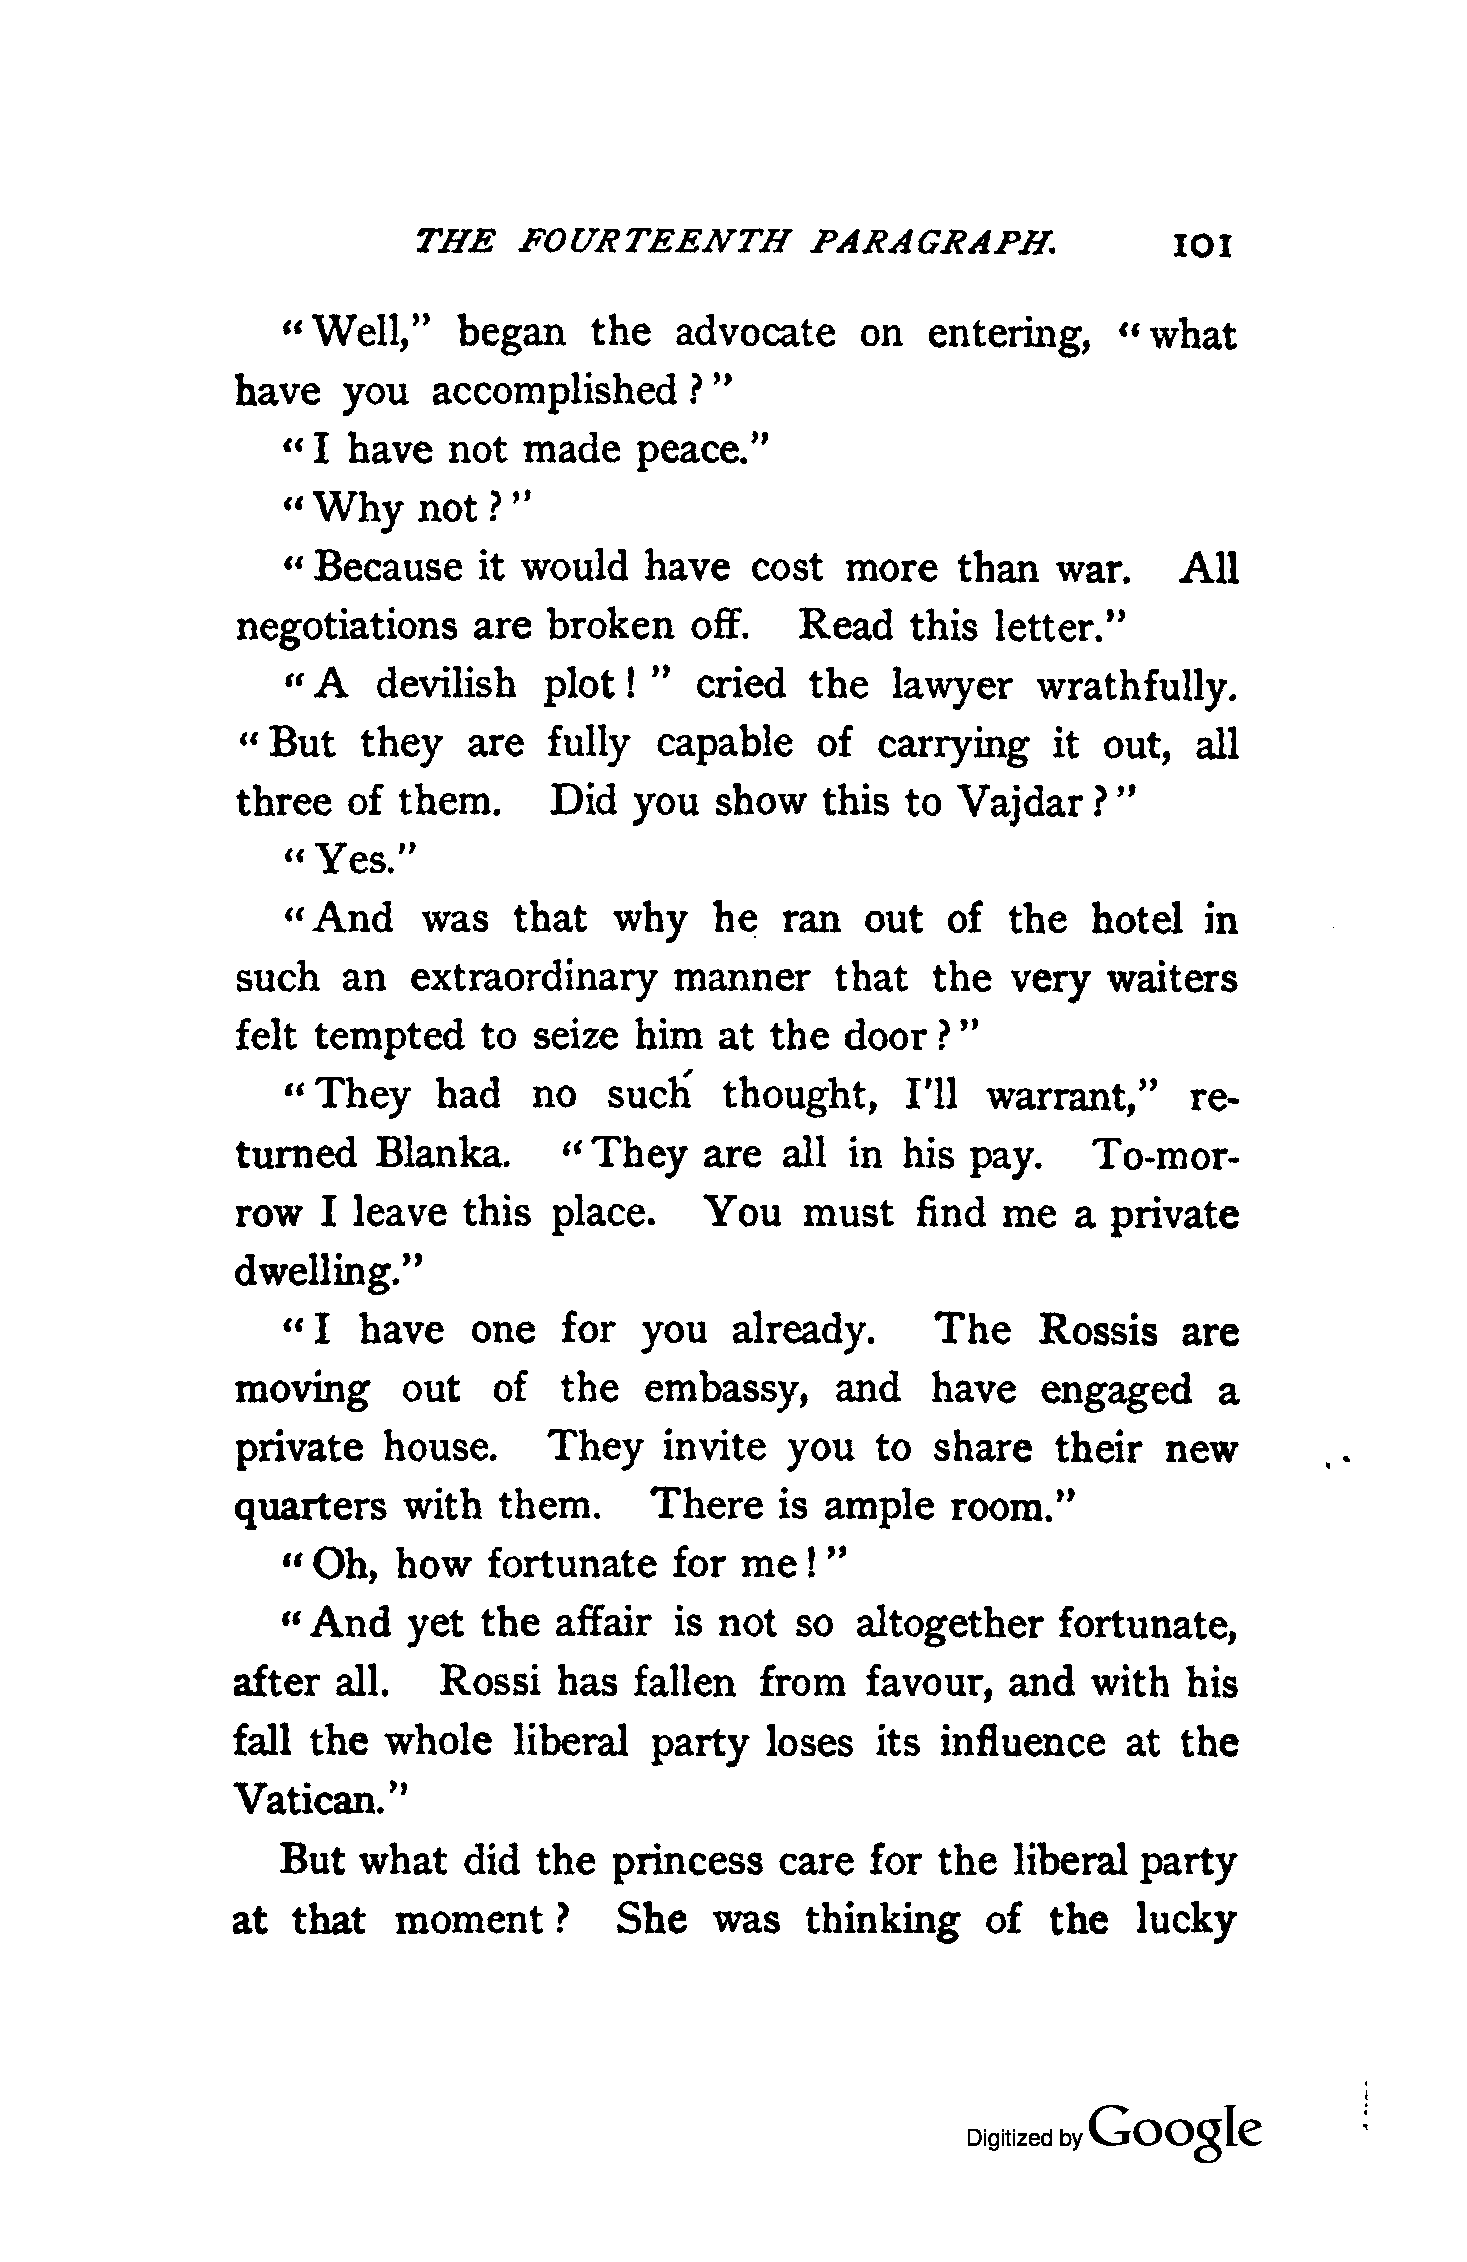 THE FOURTEENTH PARAGRAPH. 101
"Well," began the advocate on entering, "what
have you accomplished?"
"I have not made peace."
"Why not?"
"Because it would have cost more than war. All
negotiations are broken off. Read this letter."
"A devilish plot!" cried the lawyer wrathfully.
"But they are fully capable of carrying it out, all
three of them. Did you show this to Vajdar?"
"Yes."
"And was that why he ran out of the hotel in
such an extraordinary manner that the very waiters
felt tempted to seize him at the door?"
"They had no such thought, I'll warrant," re-
turned Blanka. "They are all in his pay. To-mor-
row I leave this place. You must find me a private
dwelling."
"I have one for you already. The Rossis are
moving out of the embassy, and have engaged a
private house. They invite you to share their new
quarters with them. There is ample room."
"Oh, how fortunate for me!"
"And yet the affair is not so altogether fortunate,
after all. Rossi has fallen from favour, and with his
fall the whole liberal party loses its influence at the
Vatican."
But what did the princess care for the liberal party
at that moment? She was thinking of the lucky
Digitized by Google